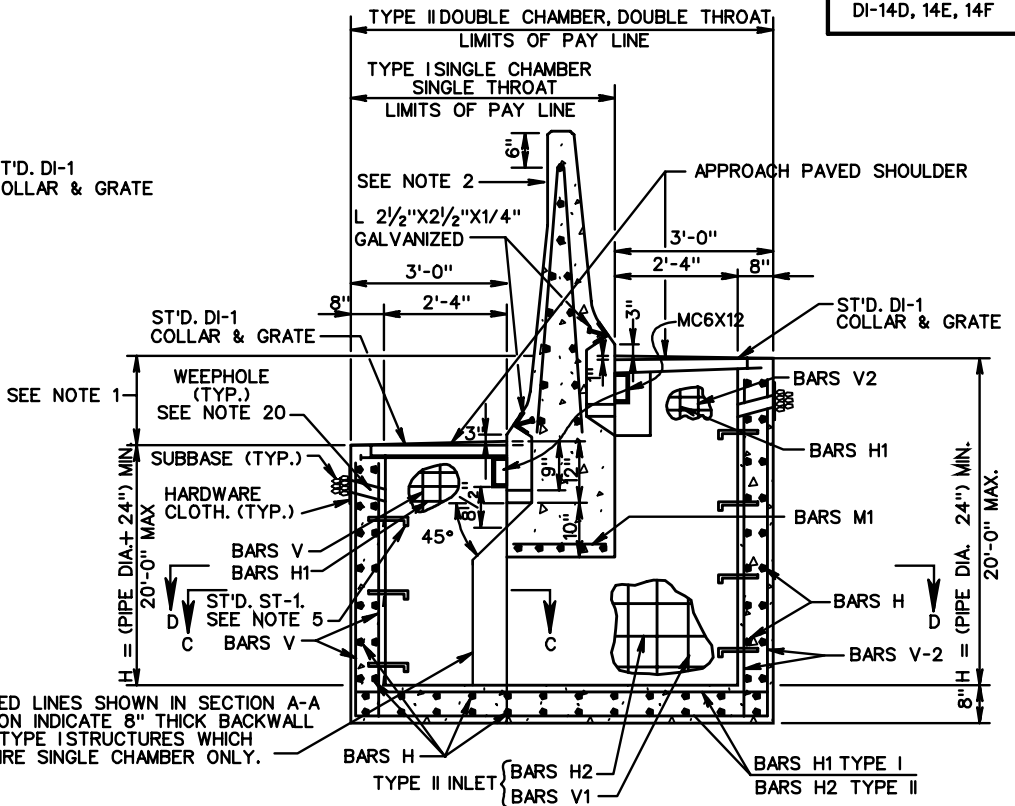 DI-14D, 14E, 14F
TYPE II DOUBLE CHAMBER, DOUBLE THROAT
LIMITS OF PAY LINE
TYPE I SINGLE CHAMBER
SINGLE THROAT
LIMITS OF PAY LINE
T'D. DI-1
OLLAR & GRATE
6"
SEE NOTE 2
APPROACH PAVED SHOULDER
L 2½"X2½"X1/4"
GALVANIZED
3'-0"
2'-4"
8"
3'-0"
8"
2'-4"
3"
MC6X12
ST'D. DI-1
COLLAR & GRATE
ST'D. DI-1
COLLAR & GRATE
1"
SEE NOTE 1
WEEPHOLE
(TYP.)
SEE NOTE 20
BARS V2
BARS H1
3"
SUBBASE (TYP.)
9"
12"
8½"
10"
HARDWARE
CLOTH. (TYP.)
45°
BARS M1
BARS V
BARS H1
ST'D. ST-1.
SEE NOTE 5
BARS V
H = (PIPE DIA.+ 24") MIN.
20'-0" MAX
D
C
C
BARS H
D
BARS V-2
H = (PIPE DIA. 24") MIN.
20'-0" MAX.
8"
ED LINES SHOWN IN SECTION A-A
ON INDICATE 8" THICK BACKWALL
TYPE I STRUCTURES WHICH
IRE SINGLE CHAMBER ONLY.
BARS H
TYPE II INLET
BARS H2
BARS V1
BARS H1 TYPE I
BARS H2 TYPE II